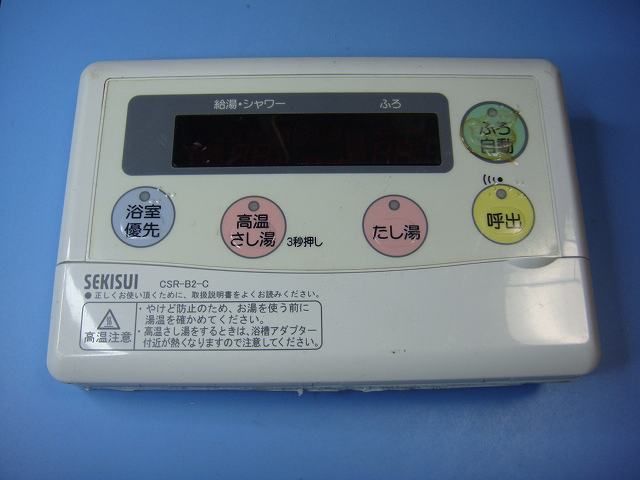 給湯・シャワー ふろ
ふろ
自動
浴室
優先
高温
さし湯
3秒押し
たし湯
呼出
SEKISUI CSR-B2-C
●正しくお使い頂くために、取扱説明書をよくお読みください。
高温注意
・やけど防止のため、お湯を使う前に
湯温を確かめてください。
・高温さし湯をするときは、浴槽アダプター
付近が熱くなりますので注意してください。